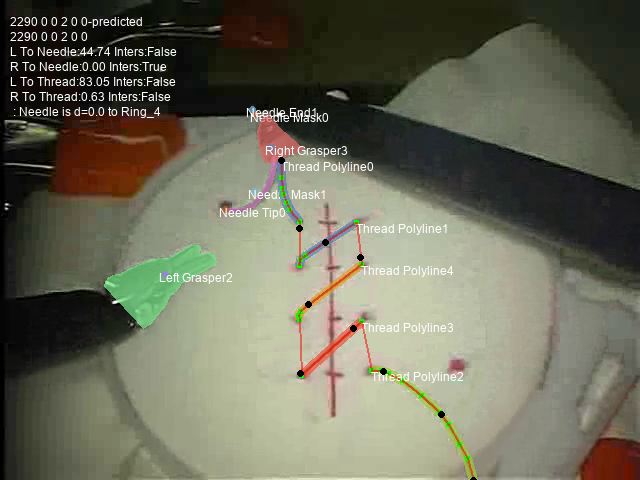 2290 0 0 2 0 0-predicted
2290 0 0 2 0 0
L To Needle:44.74 Inters:False
R To Needle:0.00 Inters:True
L To Thread:83.05 Inters:False
R To Thread:0.63 Inters:False
: Needle is d=0.0 to Ring_4
Needle End1
Needle Mask0
Right Grasper3
Thread Polyline0
Needle Mask1
Needle Tip0
Thread Polyline1
Thread Polyline4
Left Grasper2
Thread Polyline3
Thread Polyline2